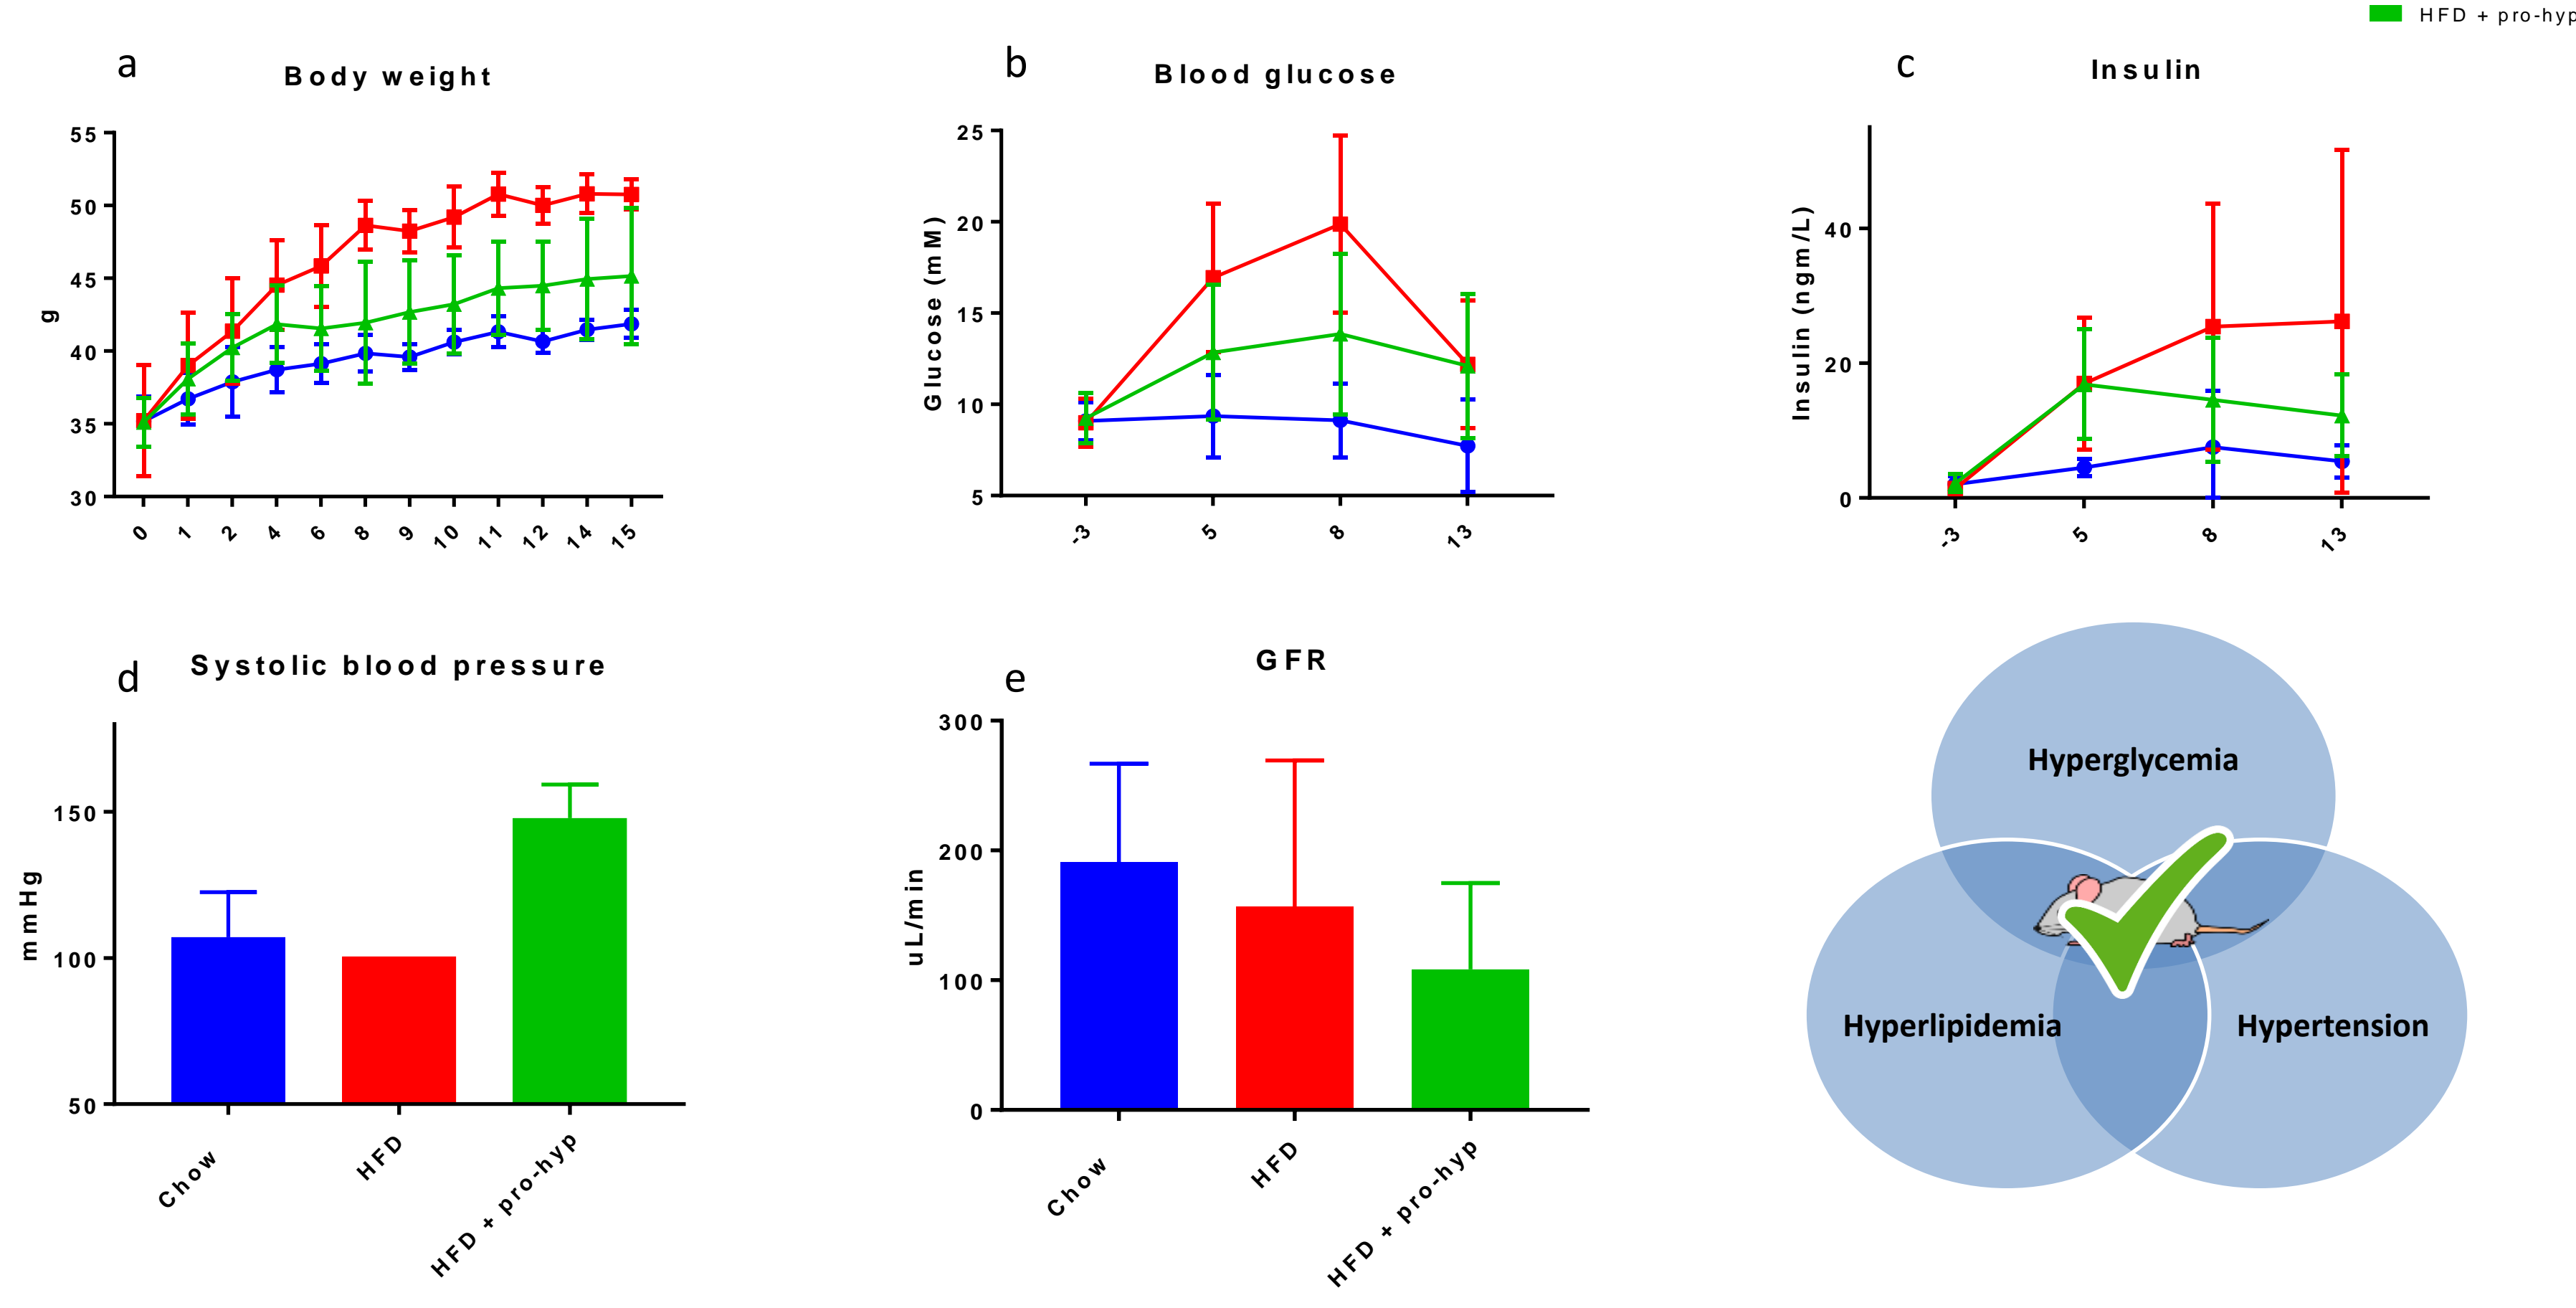 HFD + pro-hyp
a
Body weight
55
50
45
40
35
30
g
0 1 2 4 6 8 9 10 11 12 14 15
b
Blood glucose
25
20
15
10
5
Glucose (mM)
-3 5 8 13
c
Insulin
40
20
0
Insulin (ngm/L)
-3 5 8 13
d
Systolic blood pressure
150
100
50
mmHg
Chow
HFD
HFD + pro-hyp
e
GFR
300
200
100
0
uL/min
Chow
HFD
HFD + pro-hyp
Hyperglycemia
Hyperlipidemia
Hypertension